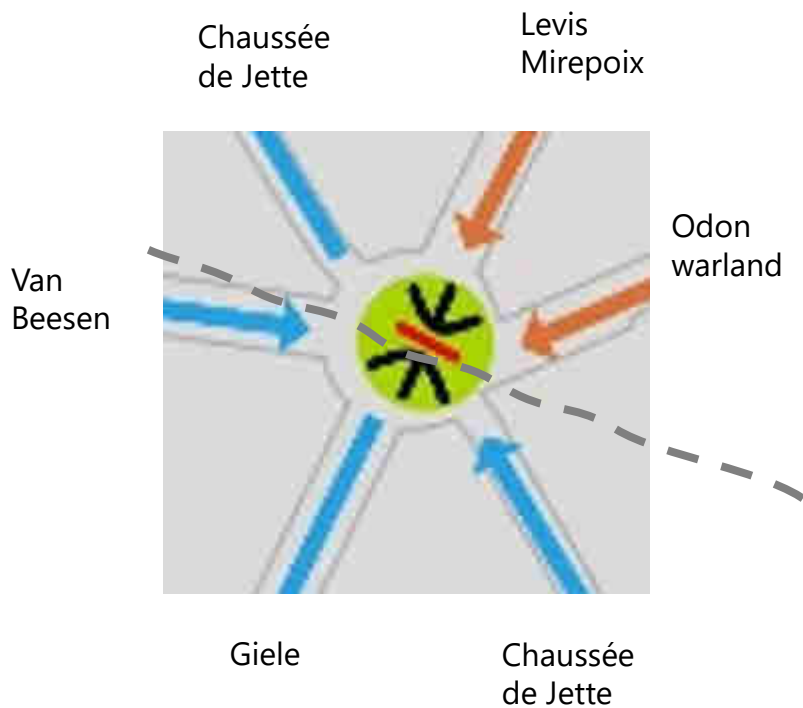 Chaussée
de Jette
Levis
Mirepoix
Odon
warland
Van
Beesen
Giele
Chaussée
de Jette